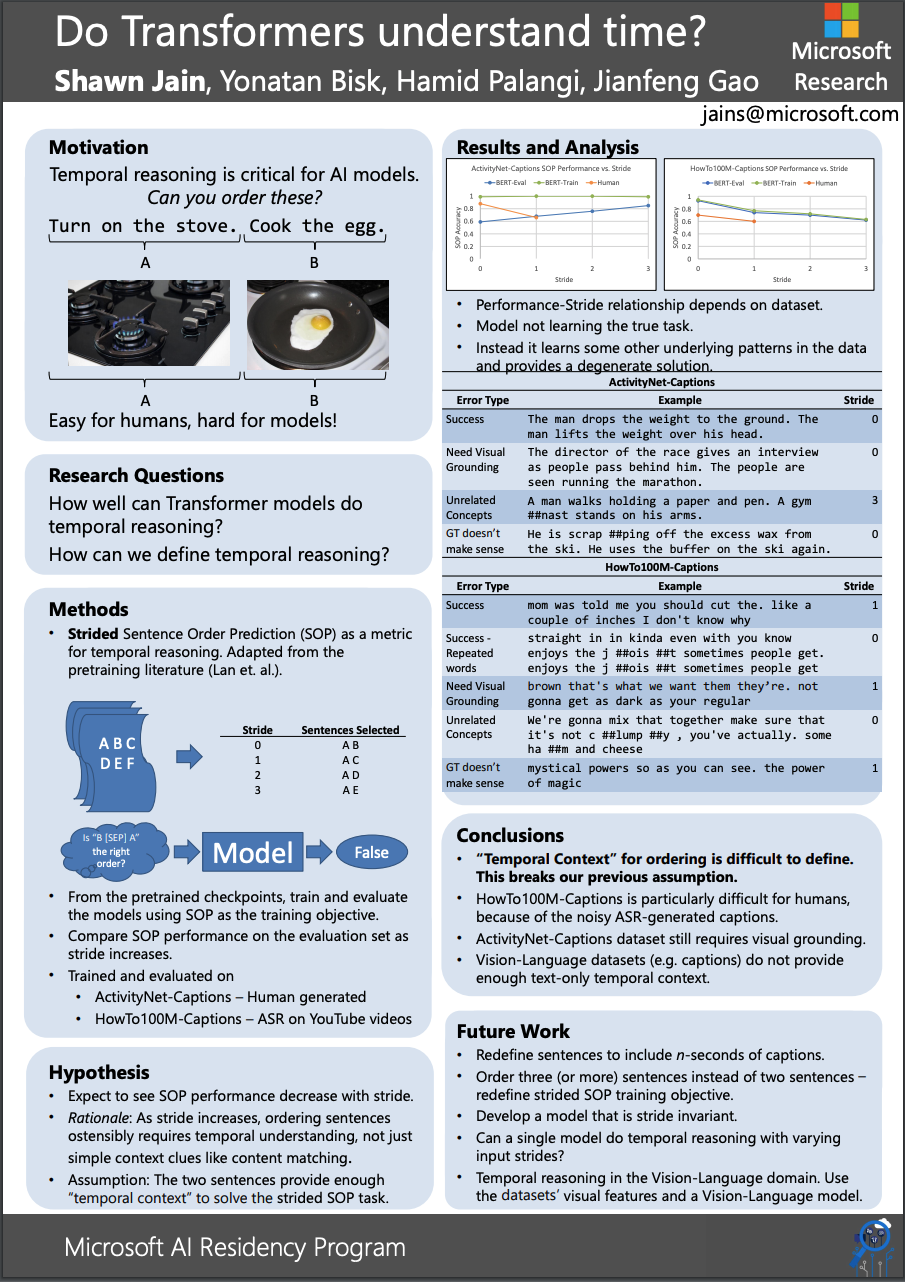 Do Transformers understand time?
Shawn Jain, Yonatan Bisk, Hamid Palangi, Jianfeng Gao
Microsoft
Research
jains@microsoft.com
Motivation
Temporal reasoning is critical for AI models.
Can you order these?
Turn on the stove. Cook the egg.
A B
A B
Easy for humans, hard for models!
Research Questions
How well can Transformer models do
temporal reasoning?
How can we define temporal reasoning?
Methods
• Strided Sentence Order Prediction (SOP) as a metric
for temporal reasoning. Adapted from the
pretraining literature (Lan et. al.).
A B C
D E F
Stride Sentences Selected
0 A B
1 A C
2 A D
3 A E
Is “B [SEP] A”
the right
order?
Model
False
• From the pretrained checkpoints, train and evaluate
the models using SOP as the training objective.
• Compare SOP performance on the evaluation set as
stride increases.
• Trained and evaluated on
• ActivityNet-Captions – Human generated
• HowTo100M-Captions – ASR on YouTube videos
Hypothesis
• Expect to see SOP performance decrease with stride.
• Rationale: As stride increases, ordering sentences
ostensibly requires temporal understanding, not just
simple context clues like content matching.
• Assumption: The two sentences provide enough
“temporal context” to solve the strided SOP task.
Results and Analysis
ActivityNet-Captions SOP Performance vs. Stride
BERT-Eval BERT-Train Human
SOP Accuracy
1
0.8
0.6
0.4
0.2
0
0 1 2 3
Stride
HowTo100M-Captions SOP Performance vs. Stride
BERT-Eval BERT-Train Human
SOP Accuracy
1
0.8
0.6
0.4
0.2
0
0 1 2 3
Stride
• Performance-Stride relationship depends on dataset.
• Model not learning the true task.
• Instead it learns some other underlying patterns in the data
and provides a degenerate solution.
ActivityNet-Captions
Error Type Example Stride
Success The man drops the weight to the ground. The 0
man lifts the weight over his head.
Need Visual The director of the race gives an interview 0
Grounding as people pass behind him. The people are
seen running the marathon.
Unrelated A man walks holding a paper and pen. A gym 3
Concepts ##nast stands on his arms.
GT doesn’t He is scrap ##ping off the excess wax from 0
make sense the ski. He uses the buffer on the ski again.
HowTo100M-Captions
Error Type Example Stride
Success mom was told me you should cut the. like a 1
couple of inches I don't know why
Success - straight in in kinda even with you know 0
Repeated enjoys the j ##ois ##t sometimes people get.
words enjoys the j ##ois ##t sometimes people get
Need Visual brown that's what we want them they’re. not 1
Grounding gonna get as dark as your regular
Unrelated We're gonna mix that together make sure that 0
Concepts it's not c ##lump ##y , you've actually. some
ha ##m and cheese
GT doesn’t mystical powers so as you can see. the power 1
make sense of magic
Conclusions
• “Temporal Context” for ordering is difficult to define.
This breaks our previous assumption.
• HowTo100M-Captions is particularly difficult for humans,
because of the noisy ASR-generated captions.
• ActivityNet-Captions dataset still requires visual grounding.
• Vision-Language datasets (e.g. captions) do not provide
enough text-only temporal context.
Future Work
• Redefine sentences to include n-seconds of captions.
• Order three (or more) sentences instead of two sentences –
redefine strided SOP training objective.
• Develop a model that is stride invariant.
• Can a single model do temporal reasoning with varying
input strides?
• Temporal reasoning in the Vision-Language domain. Use
the datasets’ visual features and a Vision-Language model.
Microsoft AI Residency Program